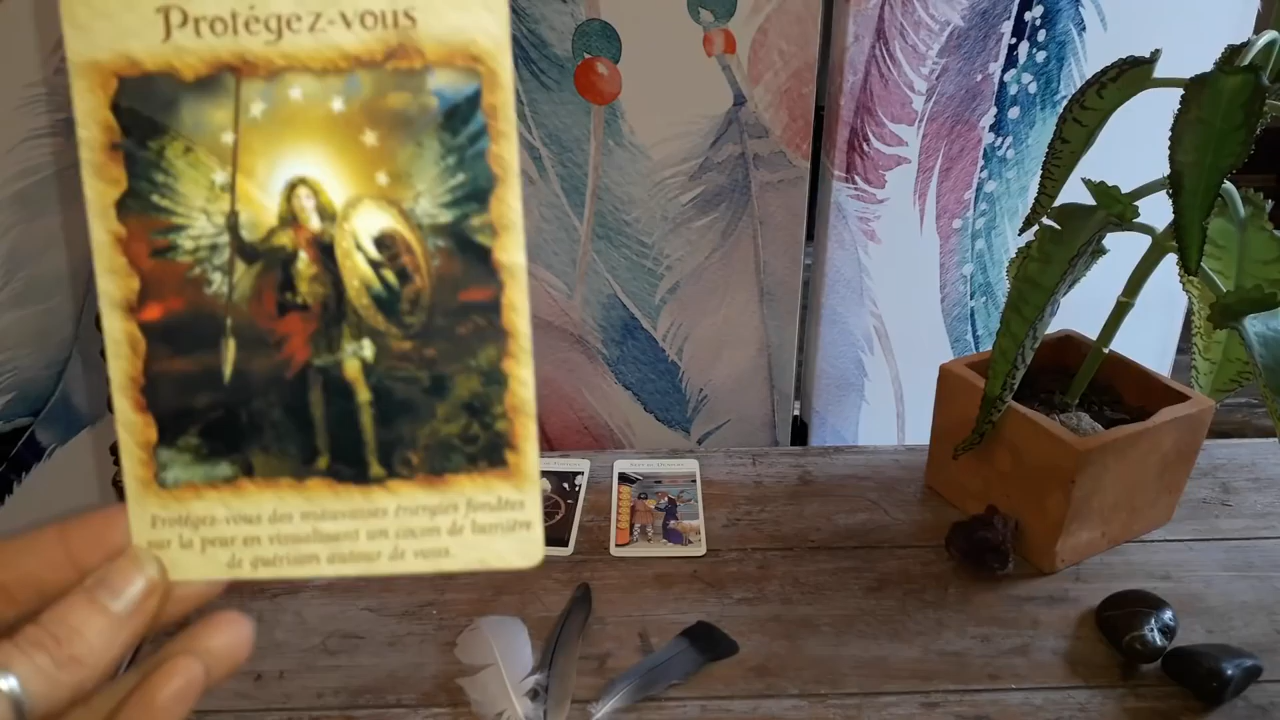 Protégez-vous
Protégez-vous des mauvaises énergies fondées
sur la peur en visualisant un cocon de lumière
de guérison autour de vous.